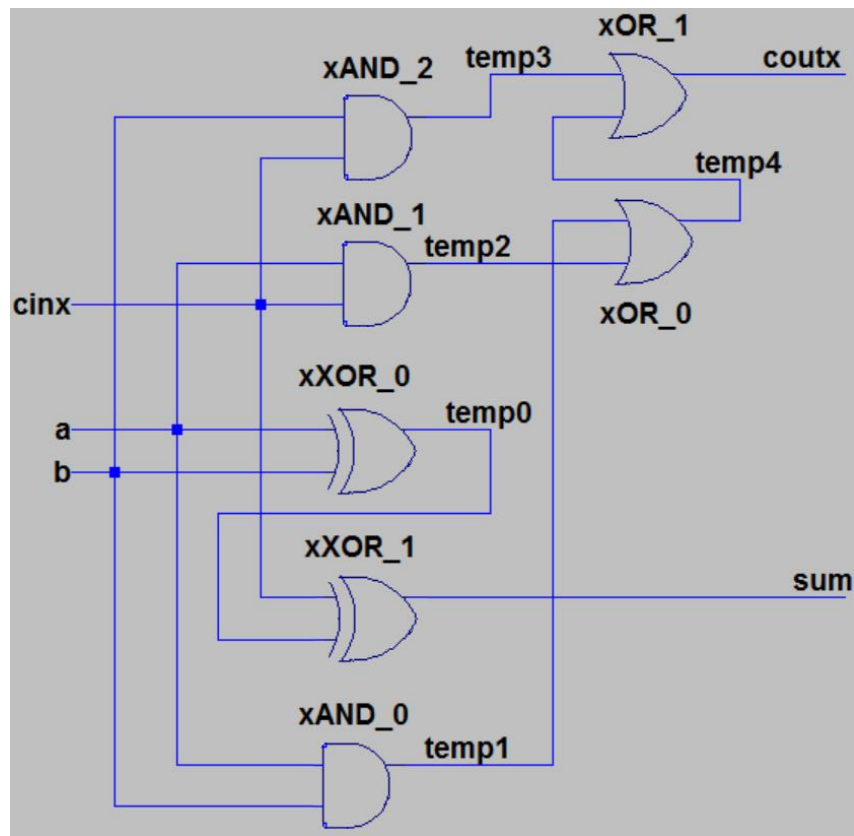 xOR_1
temp3
coutx
xAND_2
temp4
xAND_1
temp2
cinx
xOR_0
xXOR_0
temp0
a
b
xXOR_1
sum
xAND_0
temp1